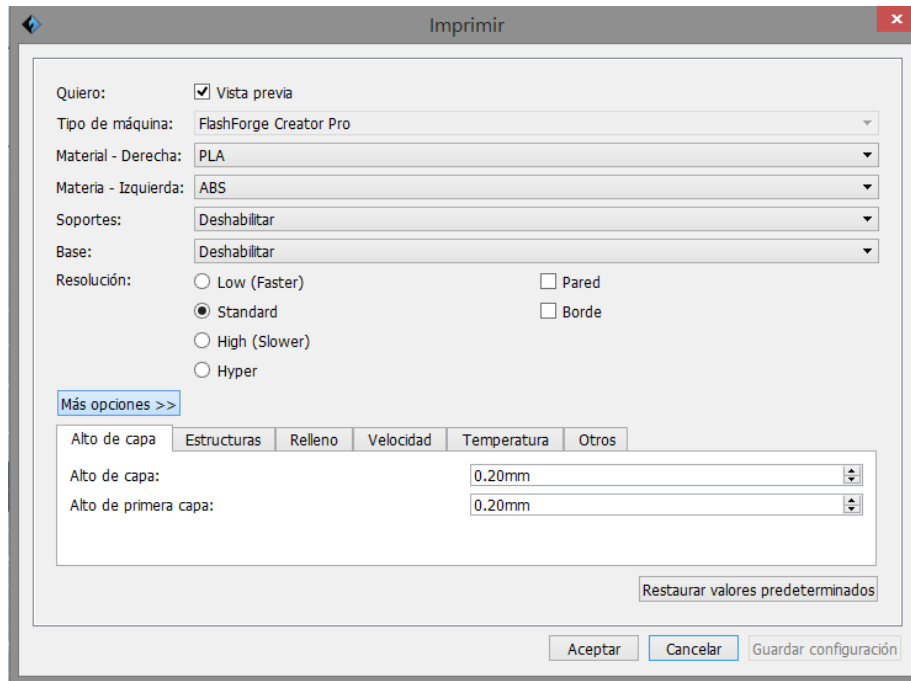 Imprimir
Quiero: Vista previa
Tipo de máquina: FlashForge Creator Pro
Material - Derecha: PLA
Materia - Izquierda: ABS
Soportes: Deshabilitar
Base: Deshabilitar
Resolución: Low (Faster) Pared
Standard Borde
High (Slower)
Hyper
Más opciones >>
Alto de capa Estructuras Relleno Velocidad Temperatura Otros
Alto de capa: 0.20mm
Alto de primera capa: 0.20mm
Restaurar valores predeterminados
Aceptar Cancelar Guardar configuración